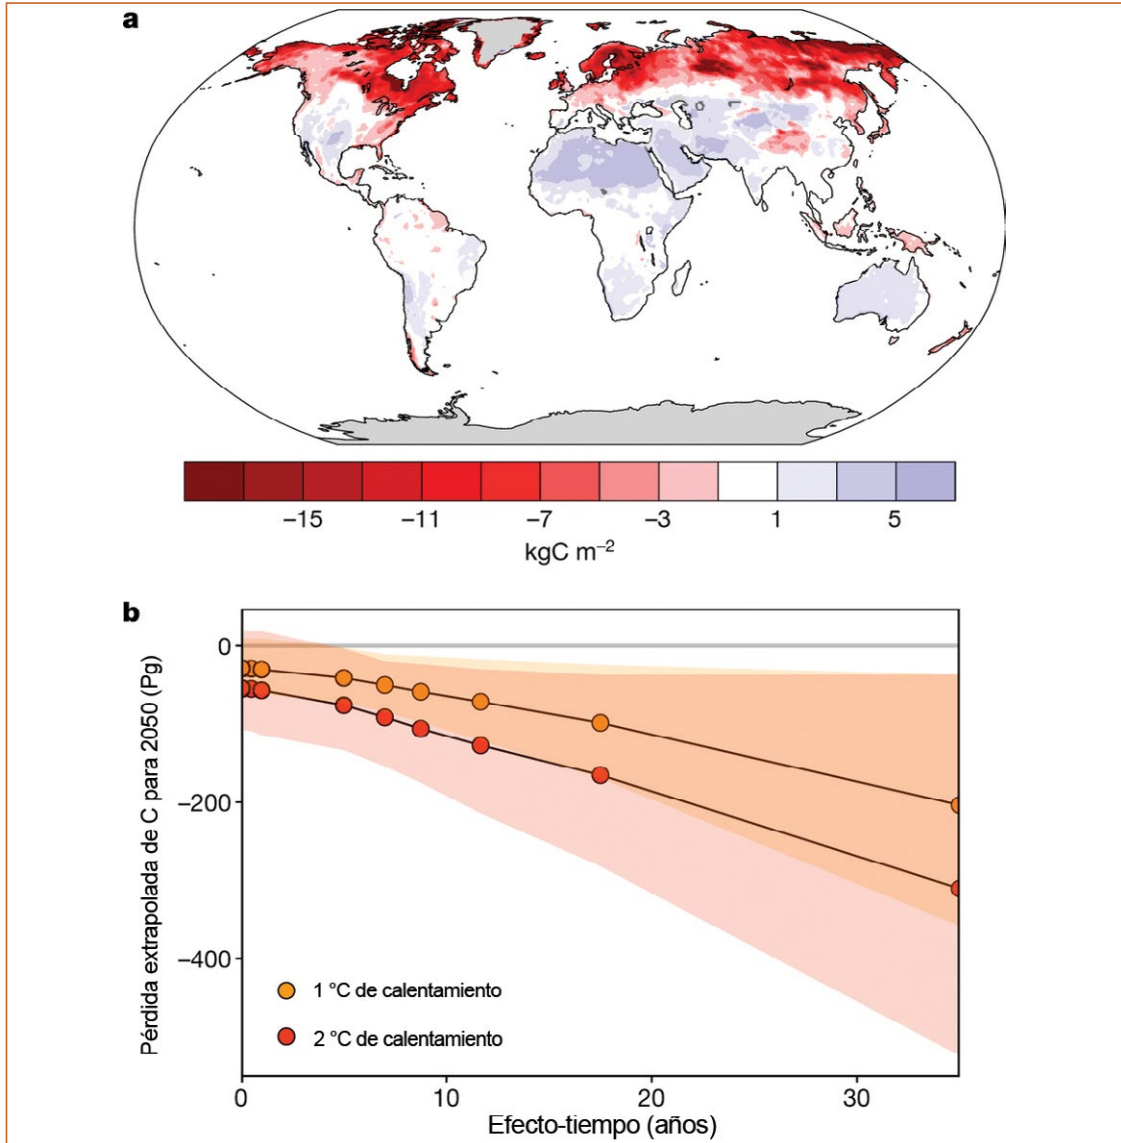 a
−15 −11 −7 −3 1 5
kgC m⁻²
b
Pérdida extrapolada de C para 2050 (Pg)
0
−200
−400
1 °C de calentamiento
2 °C de calentamiento
0 10 20 30
Efecto-tiempo (años)